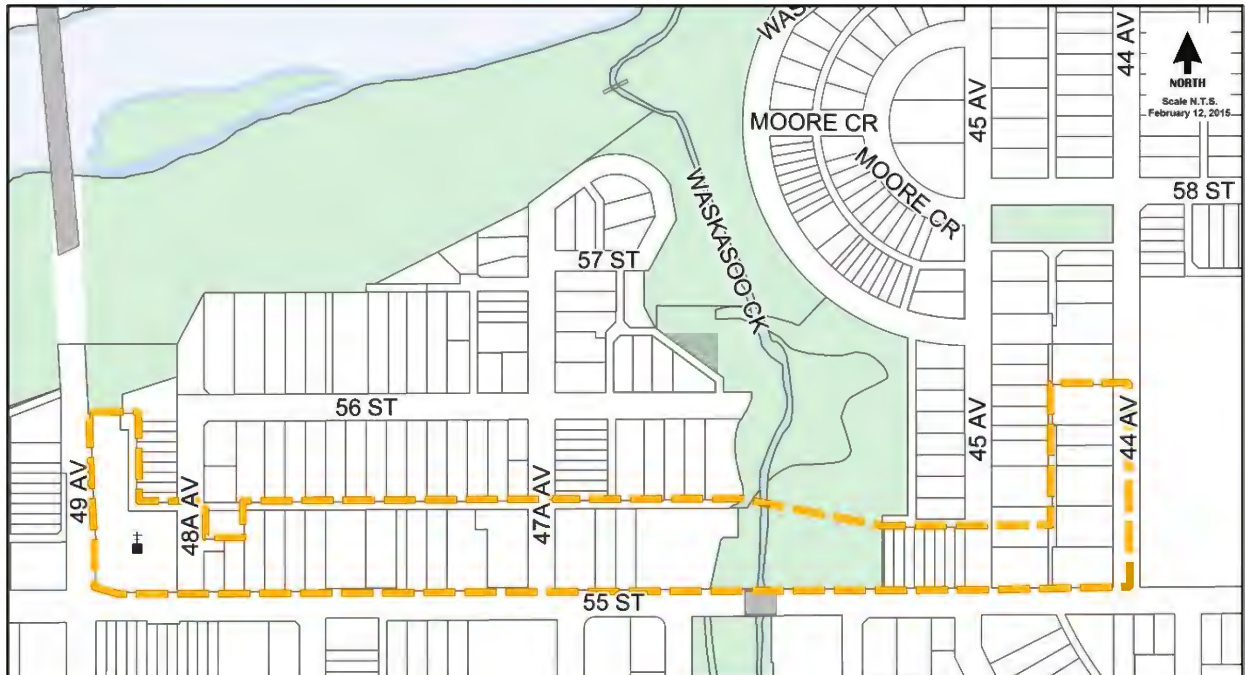 WAS
44 AV
NORTH
Scale N.T.S.
February 12, 2015
45 AV
MOORE CR
MOORE CR
58 ST
WASKASOO CK
57 ST
56 ST
45 AV
44 AV
49 AV
48A AV
47A AV
55 ST